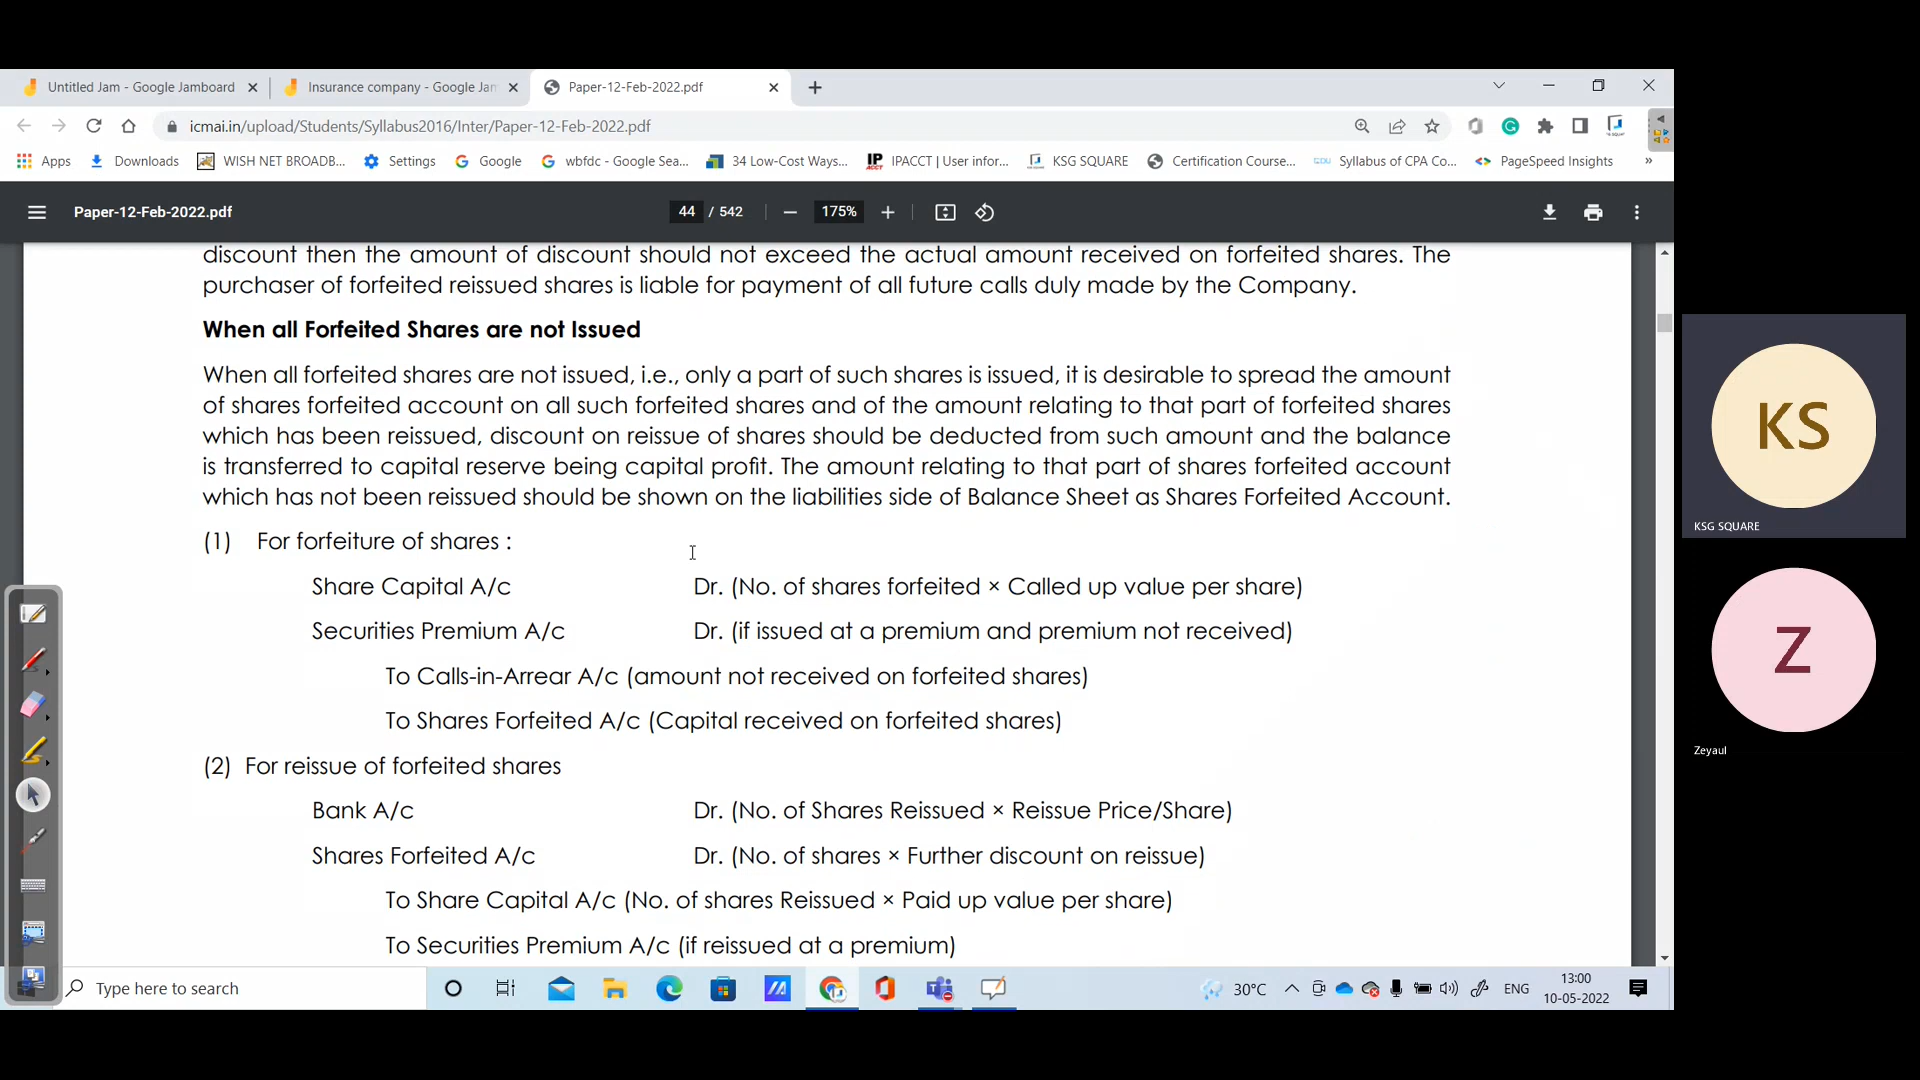 Untitled Jam - Google Jamboard
Insurance company - Google Jam
Paper-12-Feb-2022.pdf
icmai.in/upload/Students/Syllabus2016/Inter/Paper-12-Feb-2022.pdf
Apps
Downloads
WISH NET BROADB...
Settings
Google
wbfdc - Google Sea...
34 Low-Cost Ways...
IPACCT | User infor...
KSG SQUARE
Certification Course...
Syllabus of CPA Co...
PageSpeed Insights
»
Paper-12-Feb-2022.pdf
44 / 542
175%
discount then the amount of discount should not exceed the actual amount received on forfeited shares. The
purchaser of forfeited reissued shares is liable for payment of all future calls duly made by the Company.
When all Forfeited Shares are not Issued
When all forfeited shares are not issued, i.e., only a part of such shares is issued, it is desirable to spread the amount
of shares forfeited account on all such forfeited shares and of the amount relating to that part of forfeited shares
which has been reissued, discount on reissue of shares should be deducted from such amount and the balance
is transferred to capital reserve being capital profit. The amount relating to that part of shares forfeited account
which has not been reissued should be shown on the liabilities side of Balance Sheet as Shares Forfeited Account.
(1) For forfeiture of shares :
Share Capital A/c Dr. (No. of shares forfeited × Called up value per share)
Securities Premium A/c Dr. (if issued at a premium and premium not received)
To Calls-in-Arrear A/c (amount not received on forfeited shares)
To Shares Forfeited A/c (Capital received on forfeited shares)
(2) For reissue of forfeited shares
Bank A/c Dr. (No. of Shares Reissued × Reissue Price/Share)
Shares Forfeited A/c Dr. (No. of shares × Further discount on reissue)
To Share Capital A/c (No. of shares Reissued × Paid up value per share)
To Securities Premium A/c (if reissued at a premium)
KS
KSG SQUARE
Z
Zeyaul
Type here to search
30°C
ENG
13:00
10-05-2022